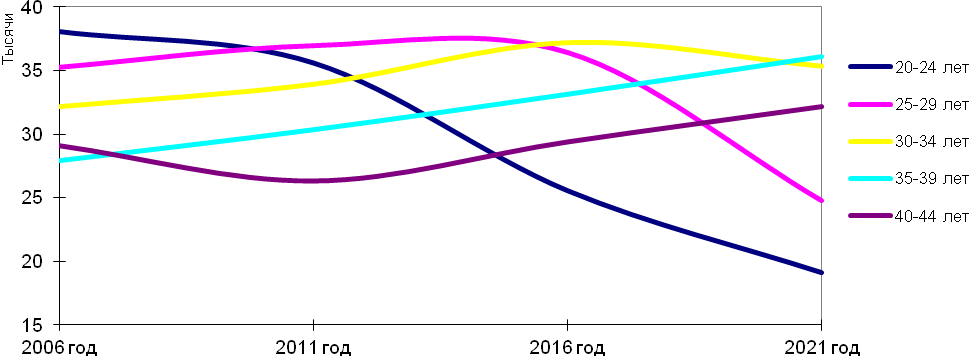 Тысячи
40
35
30
25
20
15
2006 год
2011 год
2016 год
2021 год
20-24 лет
25-29 лет
30-34 лет
35-39 лет
40-44 лет